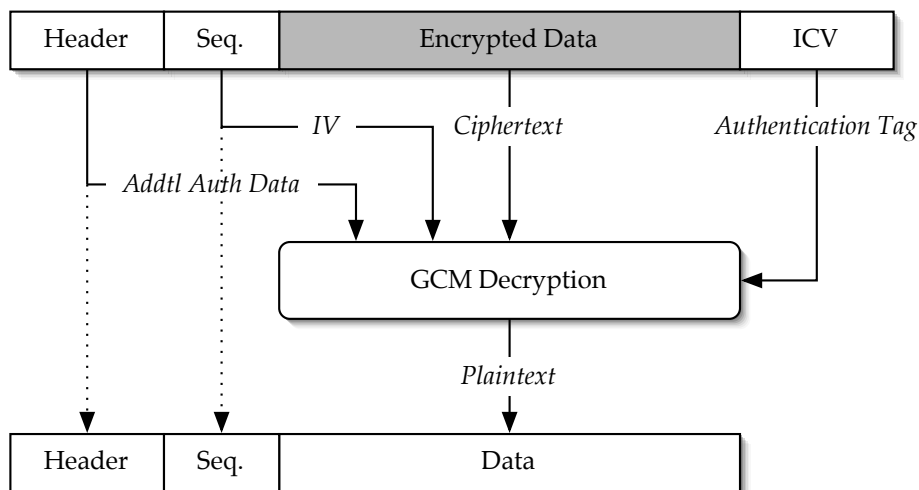 Header Seq. Encrypted Data ICV
IV Ciphertext Authentication Tag
Addtl Auth Data
GCM Decryption
Plaintext
Header Seq. Data